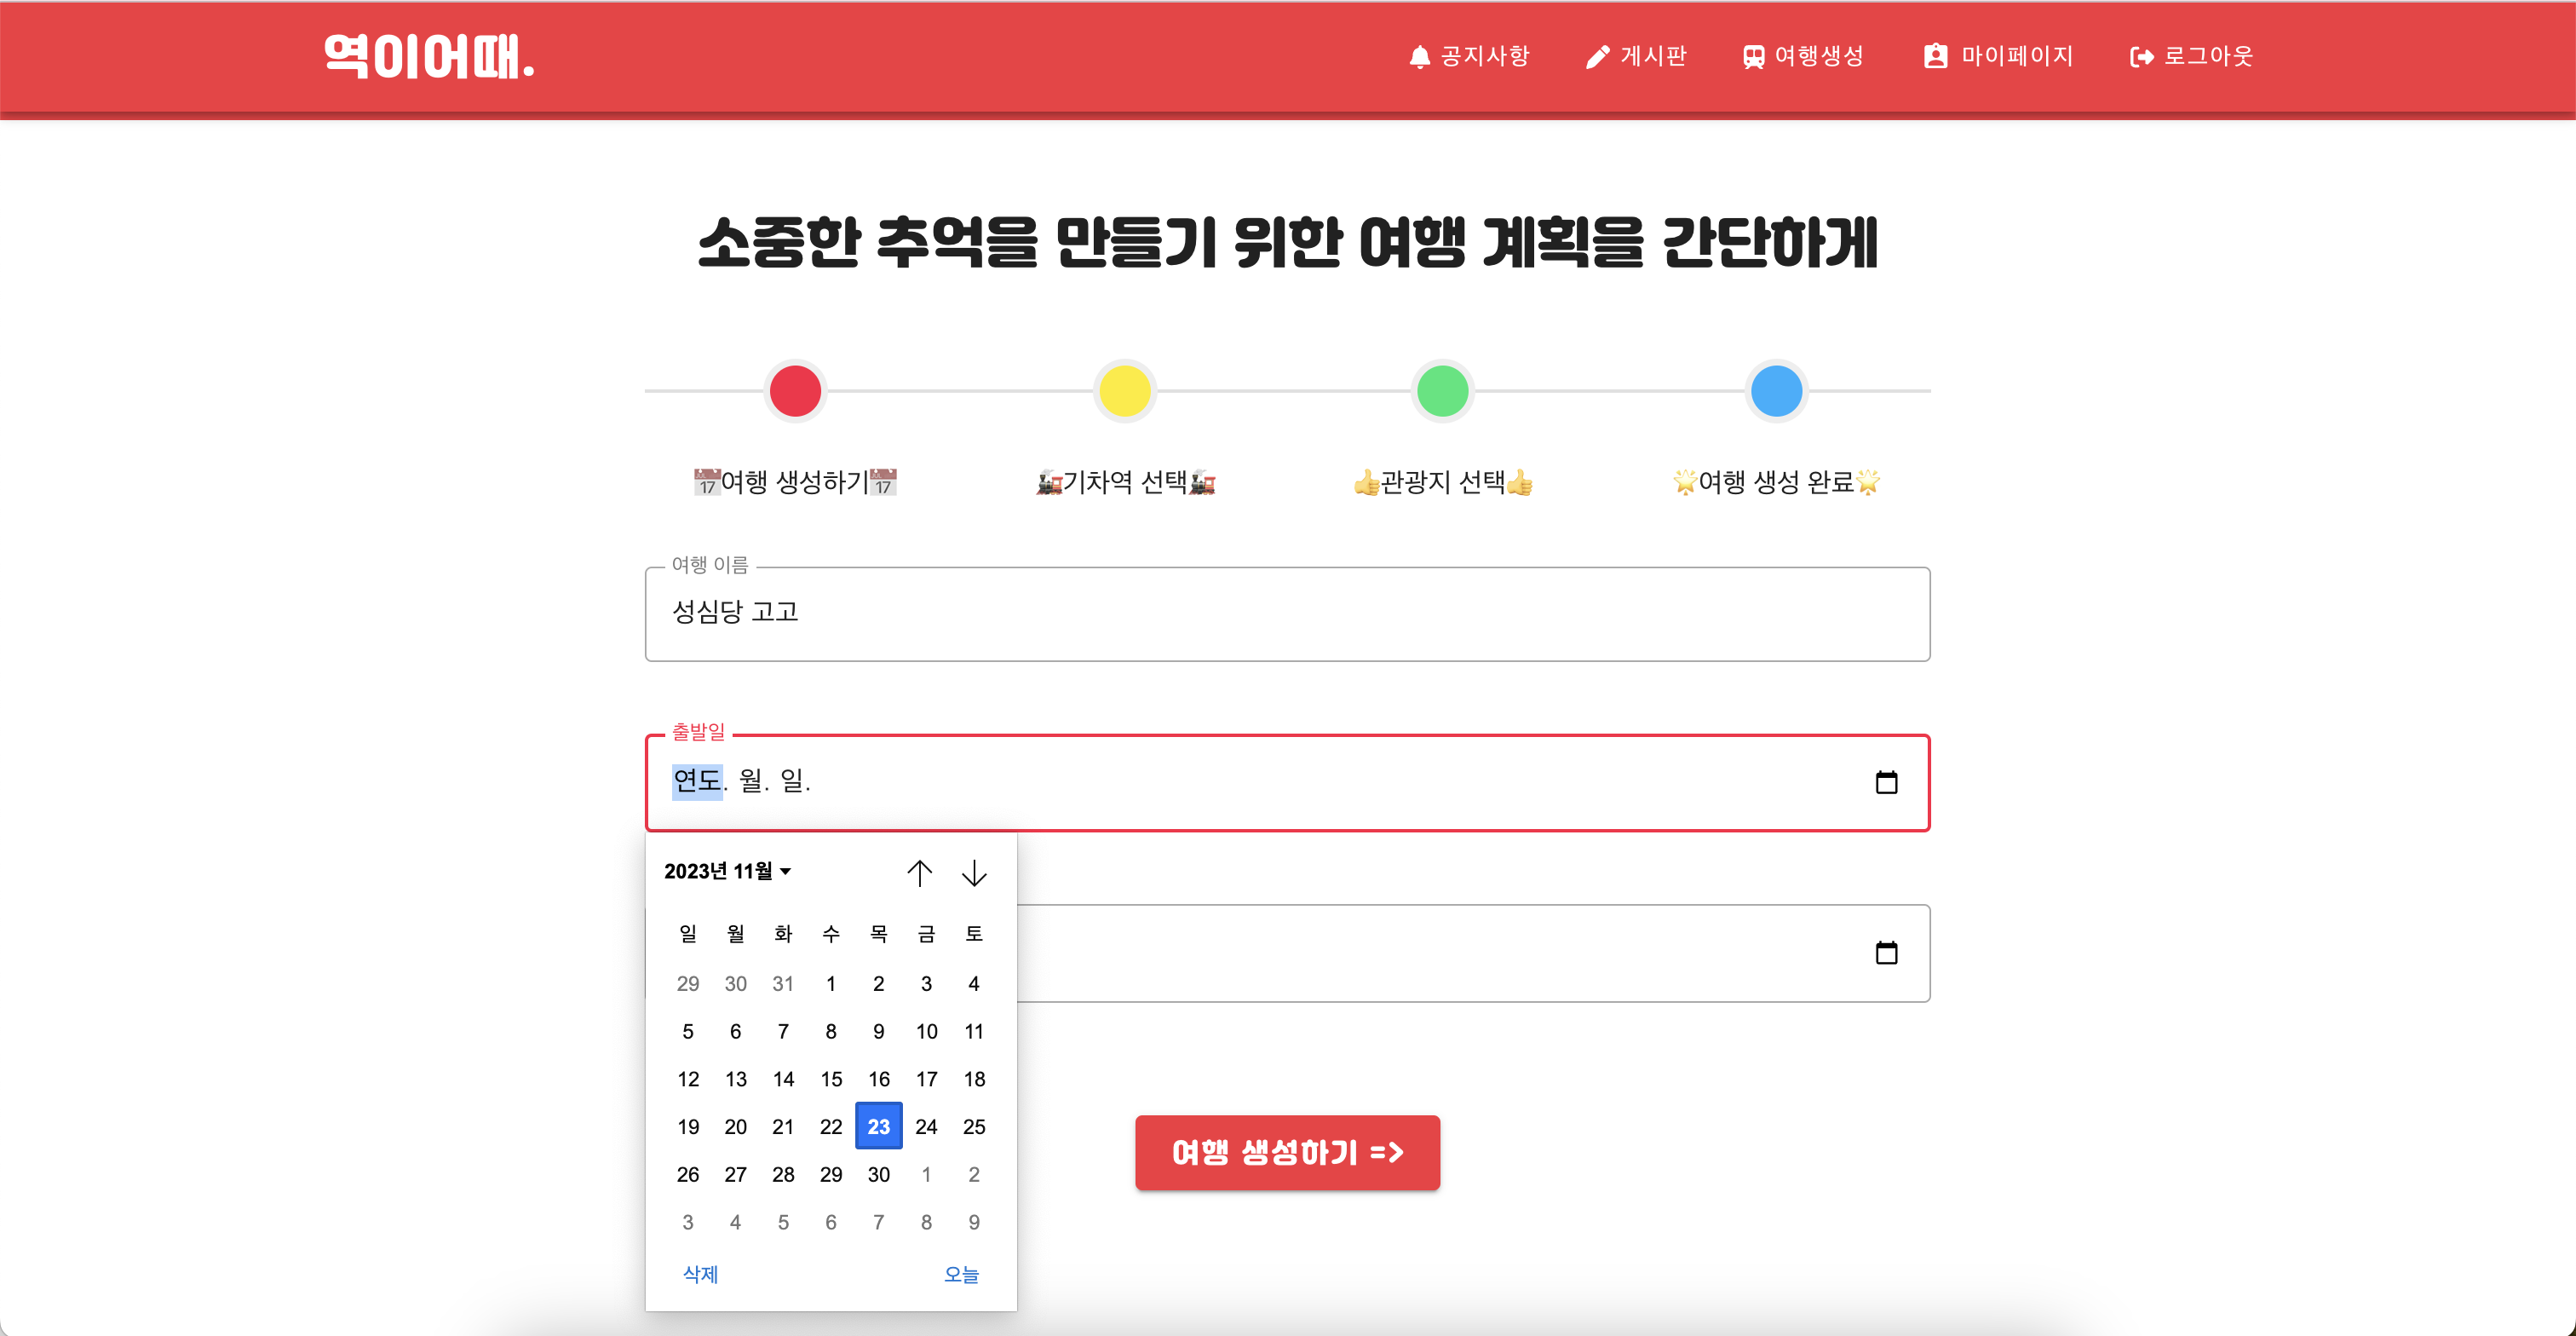 역이어때.
공지사항 게시판 여행생성 마이페이지 로그아웃
소중한 추억을 만들기 위한 여행 계획을 간단하게
📅여행 생성하기📅 🚂기차역 선택🚂 👍관광지 선택👍 🌟여행 생성 완료🌟
여행 이름
성심당 고고
출발일
연도. 월. 일.
2023년 11월
일 월 화 수 목 금 토
29 30 31 1 2 3 4
5 6 7 8 9 10 11
12 13 14 15 16 17 18
19 20 21 22 23 24 25
26 27 28 29 30 1 2
3 4 5 6 7 8 9
삭제 오늘
여행 생성하기 =>